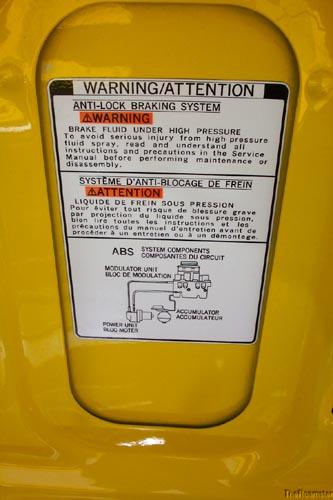 WARNING/ATTENTION
ANTI-LOCK BRAKING SYSTEM
WARNING
BRAKE FLUID UNDER HIGH PRESSURE
To avoid serious injury from high pressure
fluid spray, read and understand all
instructions and precautions in the Service
Manual before performing maintenance or
disassembly.
SYSTÈME D'ANTI-BLOCAGE DE FREIN
ATTENTION
LIQUIDE DE FREIN SOUS PRESSION
Pour éviter tout risque de blessure grave
par projection du liquide sous pression,
bien lire toutes les instructions et les
précautions du manuel d'entretien avant de
procéder à un entretien ou à un démontage.
ABS SYSTEM COMPONENTS
COMPOSANTES DU CIRCUIT
MODULATOR UNIT
BLOC DE MODULATION
ACCUMULATOR
ACCUMULATEUR
POWER UNIT
BLOC MOTER